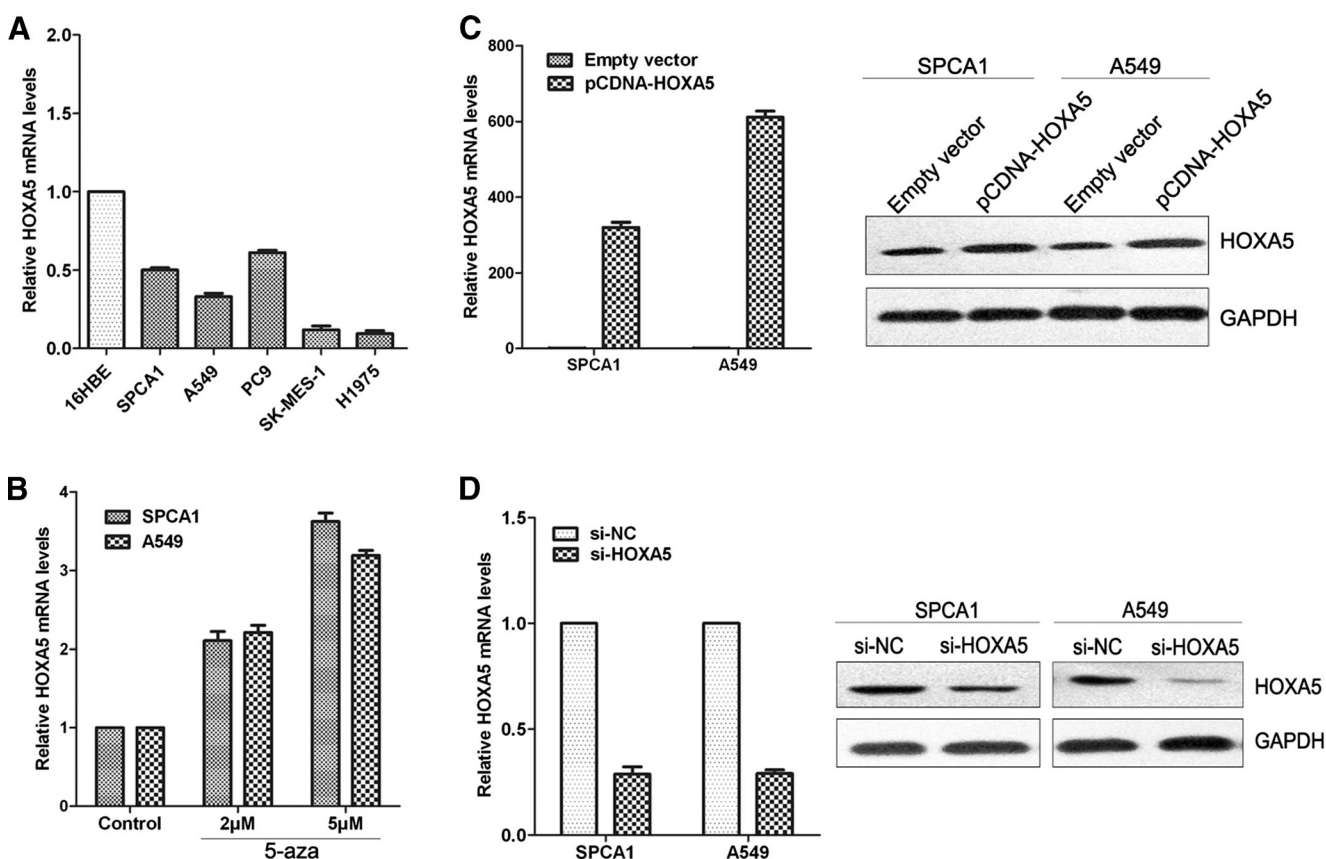 A
Relative HOXA5 mRNA levels
2.0
1.5
1.0
0.5
0.0
16HBE
SPCA1
A549
PC9
SK-MES-1
H1975
B
Relative HOXA5 mRNA levels
4
3
2
1
0
SPCA1
A549
Control
2µM
5µM
5-aza
C
Relative HOXA5 mRNA levels
800
600
400
200
0
Empty vector
pCDNA-HOXA5
SPCA1
A549
SPCA1
A549
Empty vector
pCDNA-HOXA5
Empty vector
pCDNA-HOXA5
HOXA5
GAPDH
D
Relative HOXA5 mRNA levels
1.5
1.0
0.5
0.0
si-NC
si-HOXA5
SPCA1
A549
SPCA1
A549
si-NC
si-HOXA5
si-NC
si-HOXA5
HOXA5
GAPDH